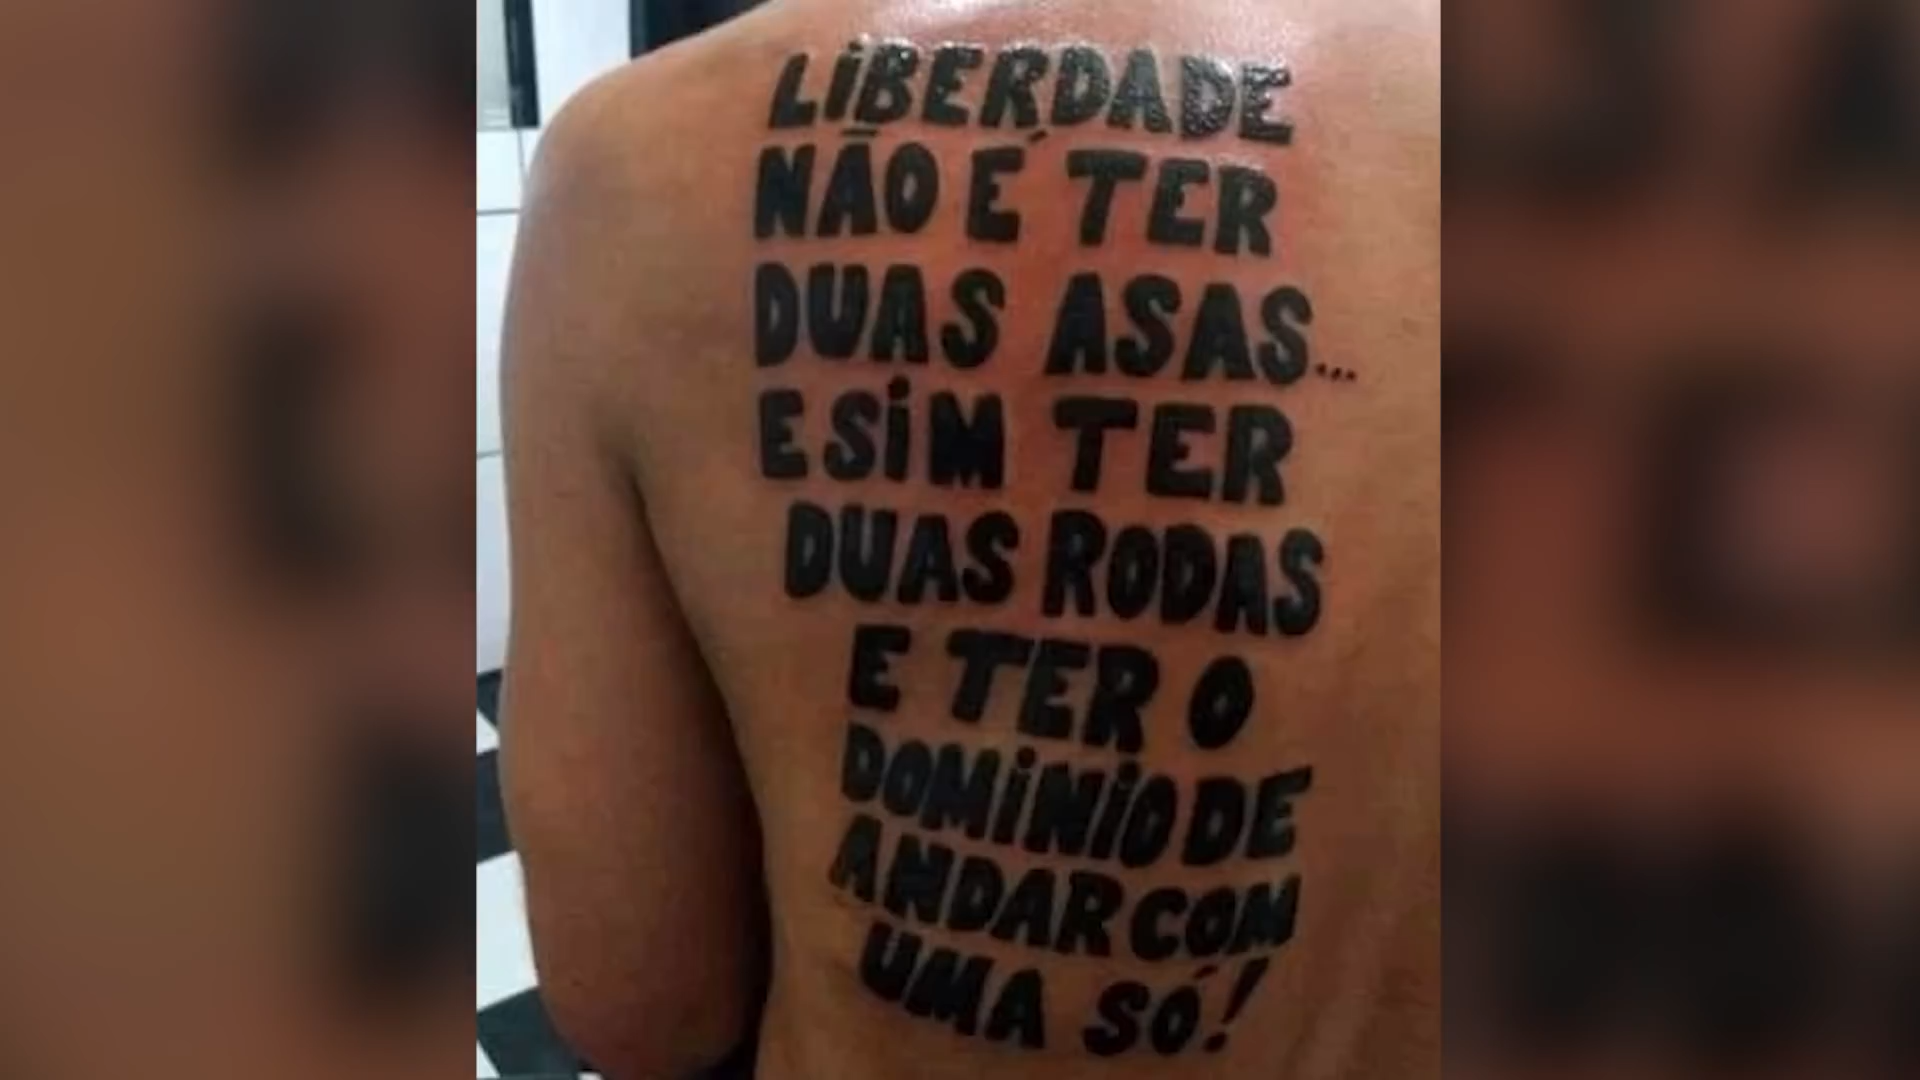 LIBERDADE
NÃO É TER
DUAS ASAS...
E SIM TER
DUAS RODAS
E TER O
DOMINIO DE
ANDAR COM
UMA SÓ!